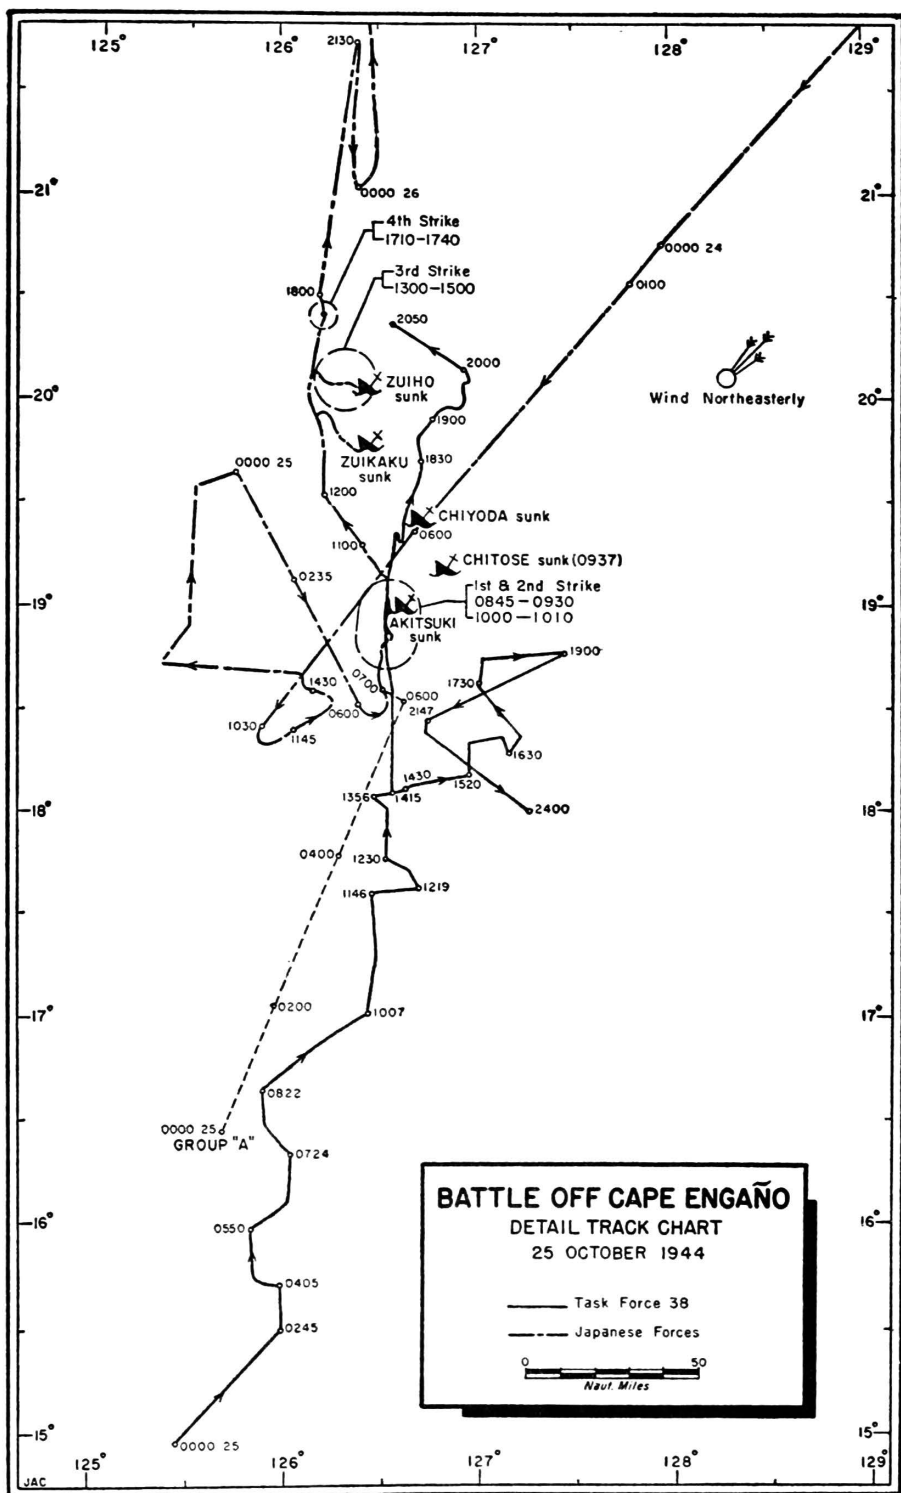 125° 126° 127° 128° 129°
2130
21° 21°
0000 26
4th Strike
1710-1740
0000 24
3rd Strike
1300-1500
0100
1800
2050
2000
ZUIHO
sunk
20° 20°
Wind Northeasterly
1900
ZUIKAKU
sunk
1830
0000 25
1200
CHIYODA sunk
0600
1100
CHITOSE sunk (0937)
0235
1st & 2nd Strike
0845-0930
1000-1010
19° 19°
AKITSUKI
sunk
1900
0700
1730
1430
0600
0600
2147
1030
1145
1630
1430
1520
1356
1415
2400
18° 18°
0400
1230
1146
1219
0200
17° 17°
1007
0822
0000 25
GROUP "A"
0724
BATTLE OFF CAPE ENGAÑO
DETAIL TRACK CHART
25 OCTOBER 1944
Task Force 38
Japanese Forces
0 50
Naut. Miles
16° 16°
0550
0405
0245
15° 15°
0000 25
JAC
125° 126° 127° 128° 129°